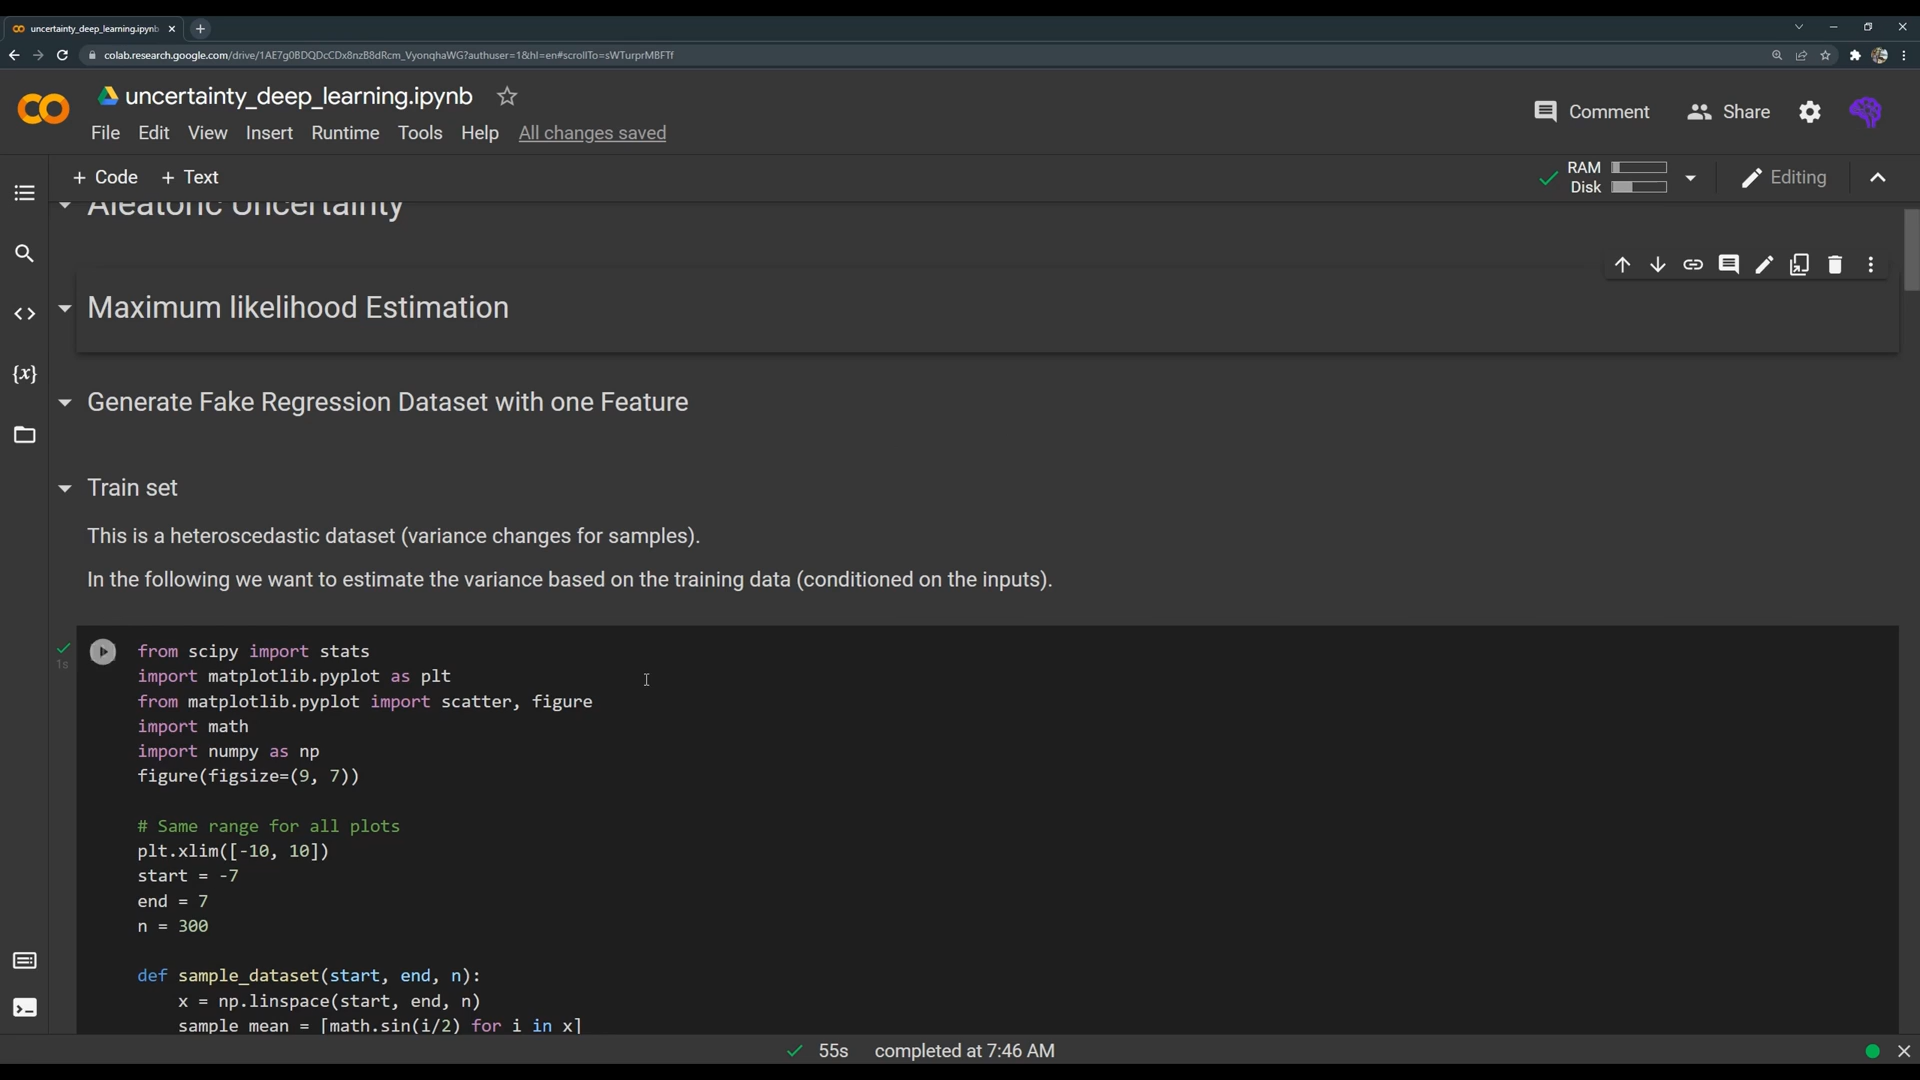 uncertainty_deep_learning.ipynb
colab.research.google.com/drive/1AE7g0BDQDcCDx8nzB8dRcm_VyonqhaWG?authuser=1&hl=en#scrollTo=sWTurprMBFTf
uncertainty_deep_learning.ipynb
Comment
Share
File Edit View Insert Runtime Tools Help All changes saved
+ Code + Text
RAM
Disk
Editing
Aleatoric Uncertainty
Maximum likelihood Estimation
Generate Fake Regression Dataset with one Feature
Train set
This is a heteroscedastic dataset (variance changes for samples).
In the following we want to estimate the variance based on the training data (conditioned on the inputs).
1s
from scipy import stats
import matplotlib.pyplot as plt
from matplotlib.pyplot import scatter, figure
import math
import numpy as np
figure(figsize=(9, 7))
# Same range for all plots
plt.xlim([-10, 10])
start = -7
end = 7
n = 300
def sample_dataset(start, end, n):
x = np.linspace(start, end, n)
sample_mean = [math.sin(i/2) for i in x]
55s completed at 7:46 AM